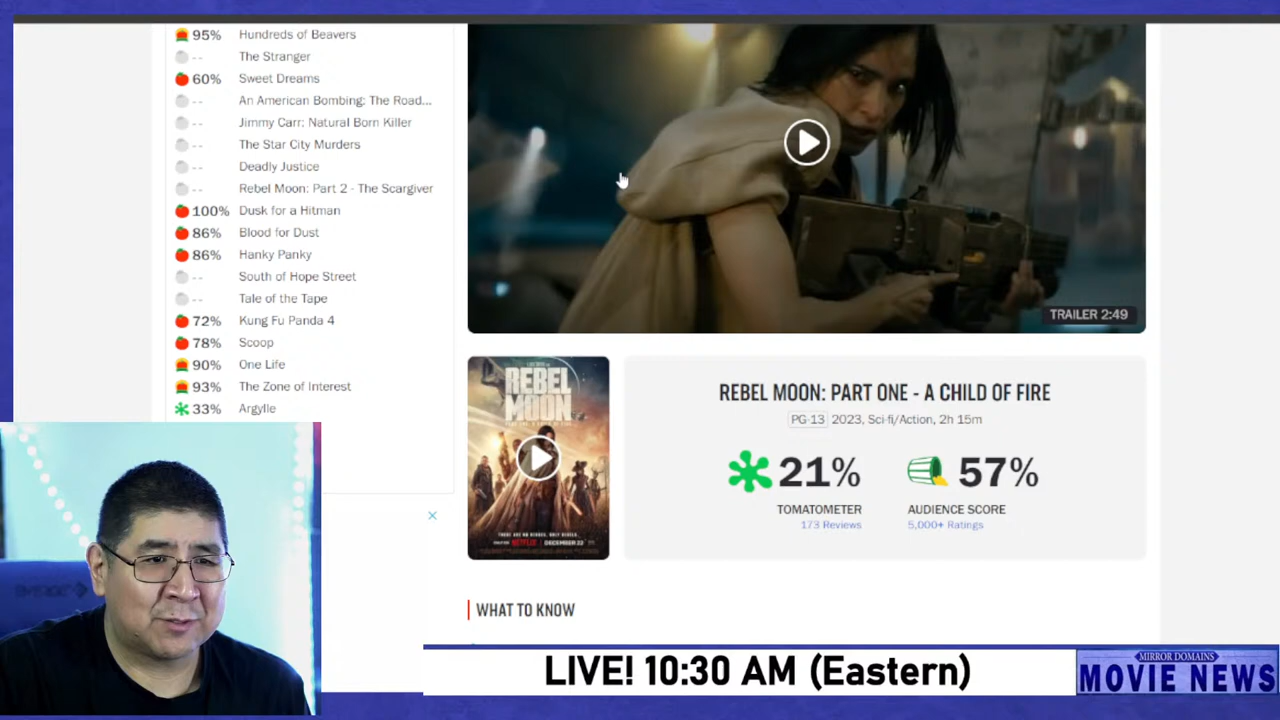 95% Hundreds of Beavers
-- The Stranger
60% Sweet Dreams
-- An American Bombing: The Road...
-- Jimmy Carr: Natural Born Killer
-- The Star City Murders
-- Deadly Justice
-- Rebel Moon: Part 2 - The Scargiver
100% Dusk for a Hitman
86% Blood for Dust
86% Hanky Panky
-- South of Hope Street
-- Tale of the Tape
72% Kung Fu Panda 4
78% Scoop
90% One Life
93% The Zone of Interest
33% Argylle
TRAILER 2:49
REBEL
MOON
NETFLIX DECEMBER 22
REBEL MOON: PART ONE - A CHILD OF FIRE
PG-13 2023, Sci-fi/Action, 2h 15m
21% 57%
TOMATOMETER AUDIENCE SCORE
173 Reviews 5,000+ Ratings
WHAT TO KNOW
LIVE! 10:30 AM (Eastern)
MIRROR DOMAINS
MOVIE NEWS